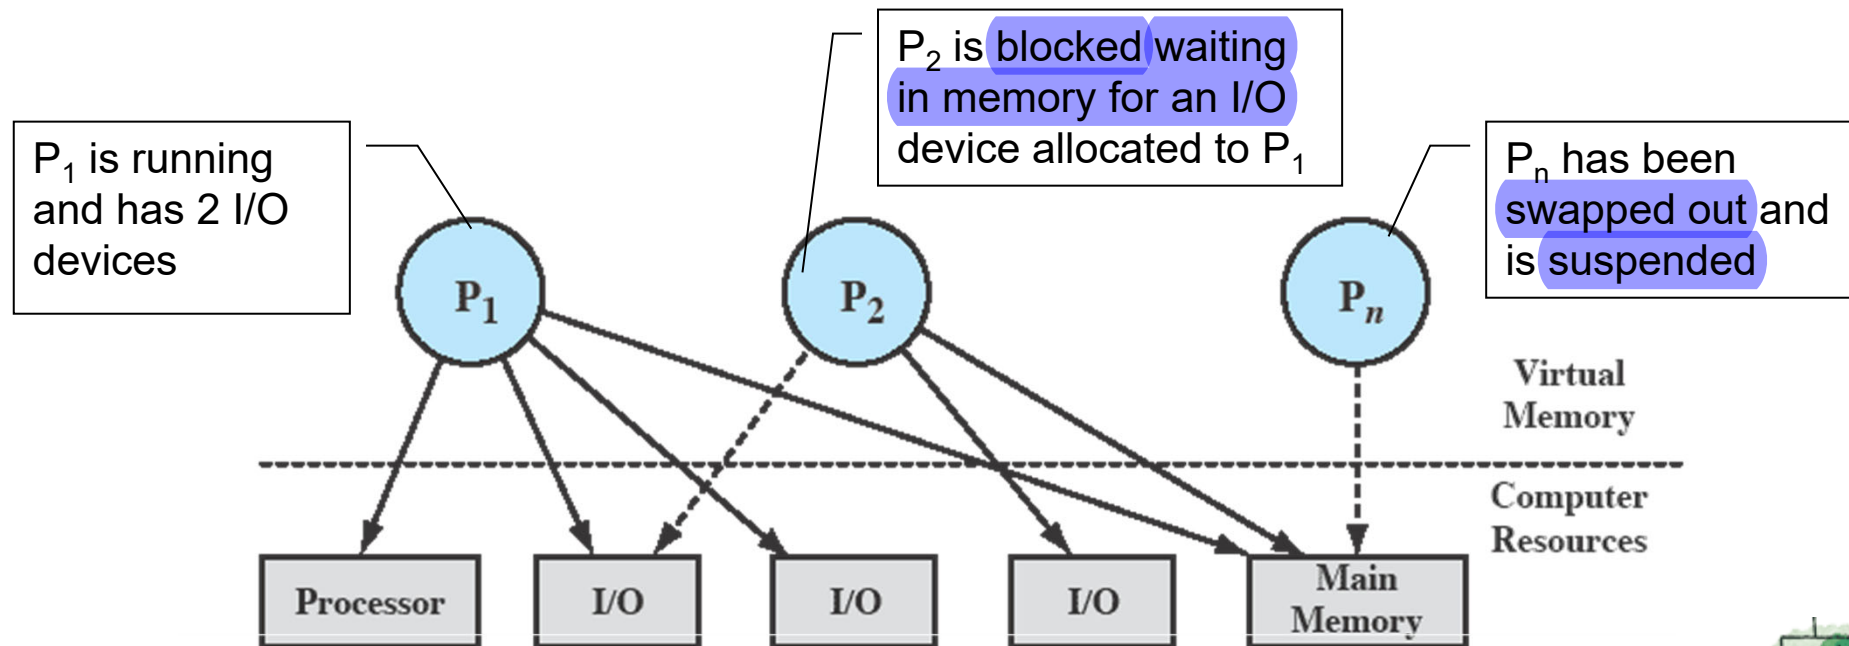 P₂ is blocked waiting
in memory for an I/O
device allocated to P₁
P₁ is running
and has 2 I/O
devices
Pₙ has been
swapped out and
is suspended
P₁
P₂
Pₙ
Virtual
Memory
Computer
Resources
Processor
I/O
I/O
I/O
Main
Memory